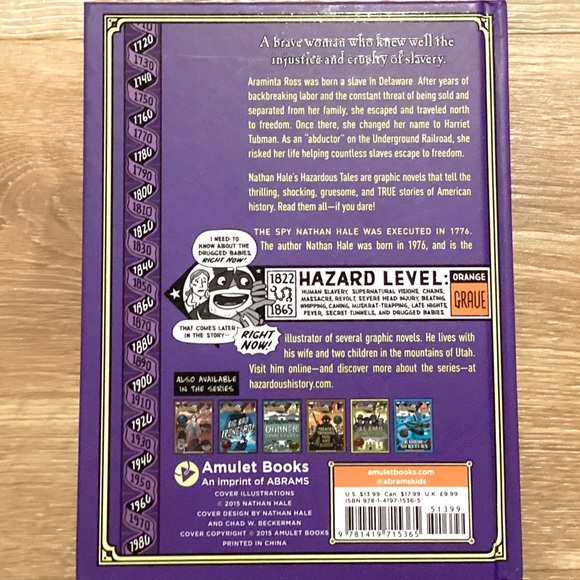 1720
1730
1740
1750
1760
1770
1780
1790
1800
1810
1820
1830
1840
1850
1860
1870
1880
1890
1900
1910
1920
1930
1940
1950
1960
1970
1980
A brave woman who knew well the
injustice and cruelty of slavery.
Araminta Ross was born a slave in Delaware. After years of
backbreaking labor and the constant threat of being sold and
separated from her family, she escaped and traveled north
to freedom. Once there, she changed her name to Harriet
Tubman. As an "abductor" on the Underground Railroad, she
risked her life helping countless slaves escape to freedom.
Nathan Hale's Hazardous Tales are graphic novels that tell the
thrilling, shocking, gruesome, and TRUE stories of American
history. Read them all—if you dare!
THE SPY NATHAN HALE WAS EXECUTED IN 1776.
The author Nathan Hale was born in 1976, and is the
I NEED TO
KNOW ABOUT THE
DRUGGED BABIES,
RIGHT NOW!
1822
1865
HAZARD LEVEL:
ORANGE
GRAVE
HUMAN SLAVERY, SUPERNATURAL VISIONS, CHAINS,
MASSACRE, REVOLT, SEVERE HEAD INJURY, BEATING,
WHIPPING, CANING, MUSKRAT-TRAPPING, LATE NIGHTS,
FEVER, SECRET TUNNELS, AND DRUGGED BABIES
THAT COMES LATER
IN THE STORY—
RIGHT
NOW!
illustrator of several graphic novels. He lives with
his wife and two children in the mountains of Utah.
Visit him online—and discover more about the series—at
hazardoushistory.com.
ALSO AVAILABLE
IN THE SERIES
BIG BAD
IRONCLAD!
DONNER
ALAMO
Amulet Books
An imprint of ABRAMS
COVER ILLUSTRATIONS
© 2015 NATHAN HALE
COVER DESIGN BY NATHAN HALE
AND CHAD W. BECKERMAN
COVER COPYRIGHT © 2015 AMULET BOOKS
PRINTED IN CHINA
amuletbooks.com
@abramskids
U.S. $13.99 Can. $17.99 U.K. £9.99
ISBN 978-1-4197-1536-5
51399
9 781419 715365